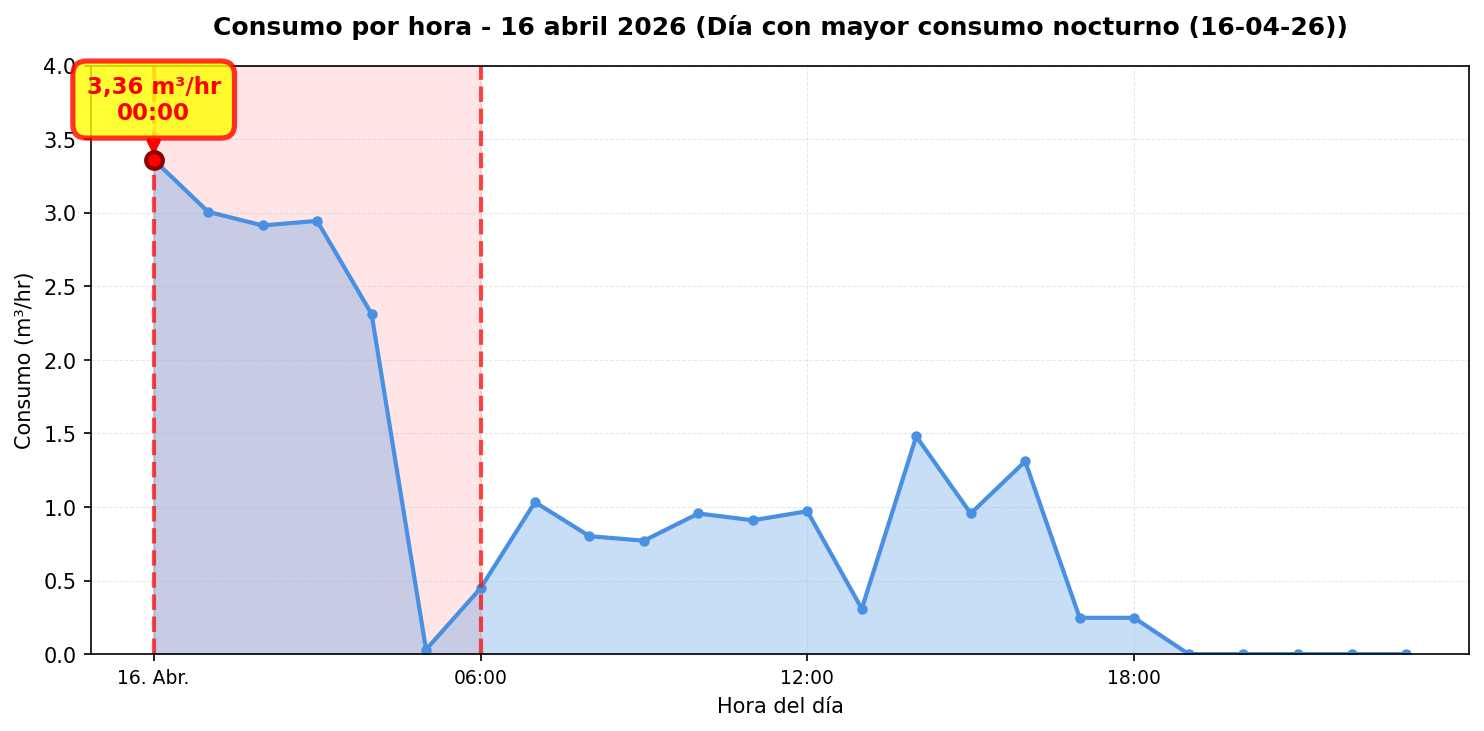 Consumo por hora - 16 abril 2026 (Día con mayor consumo nocturno (16-04-26))
4.0
3,36 m³/hr
00:00
3.5
3.0
2.5
2.0
1.5
1.0
0.5
0.0
Consumo (m³/hr)
16. Abr.
06:00
12:00
18:00
Hora del día